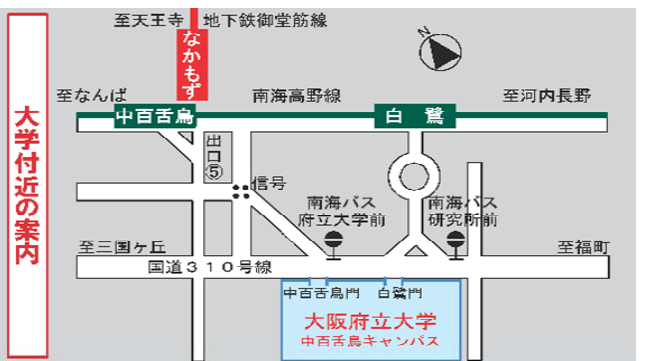 大学付近の案内
至天王寺
地下鉄御堂筋線
なかもず
N
至なんば
南海高野線
至河内長野
中百舌鳥
白鷺
出口⑤
信号
南海バス
府立大学前
南海バス
研究所前
至三国ヶ丘
至福町
国道310号線
中百舌鳥門
白鷺門
大阪府立大学
中百舌鳥キャンパス